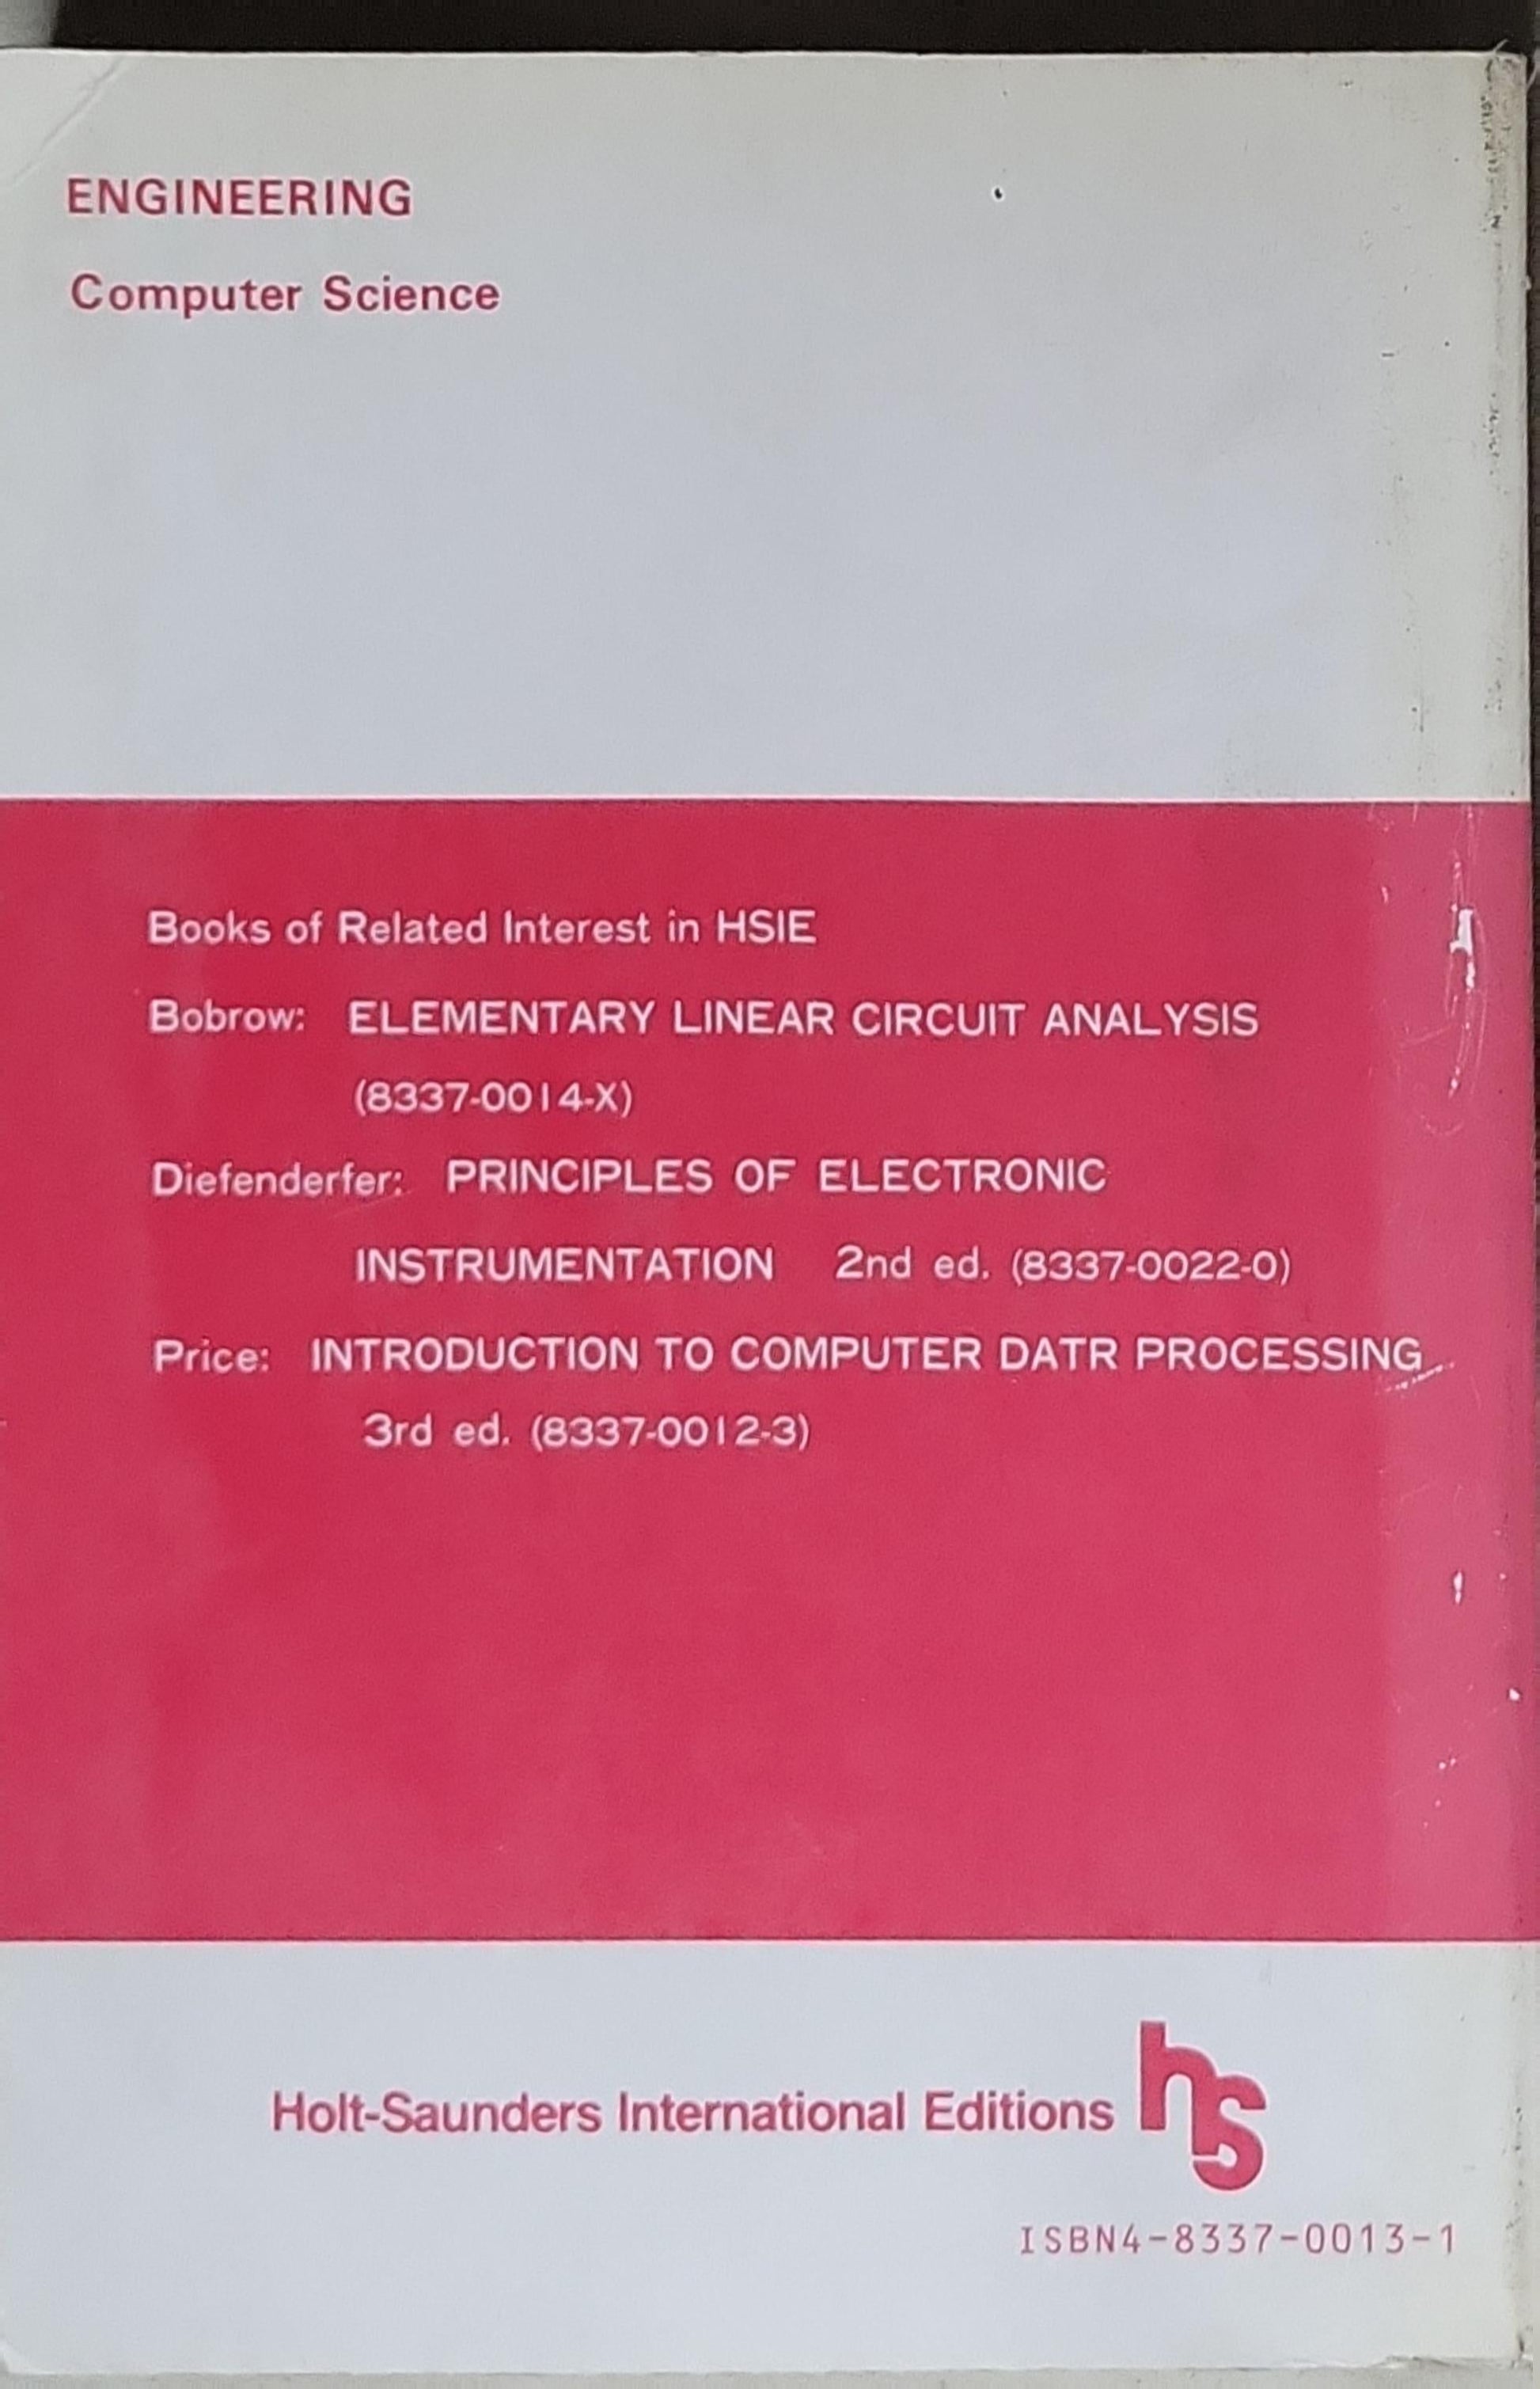 ENGINEERING
Computer Science
Books of Related Interest in HSIE
Bobrow: ELEMENTARY LINEAR CIRCUIT ANALYSIS
(8337-0014-X)
Diefenderfer: PRINCIPLES OF ELECTRONIC
INSTRUMENTATION 2nd ed. (8337-0022-0)
Price: INTRODUCTION TO COMPUTER DATR PROCESSING
3rd ed. (8337-0012-3)
Holt-Saunders International Editions hs
ISBN4-8337-0013-1